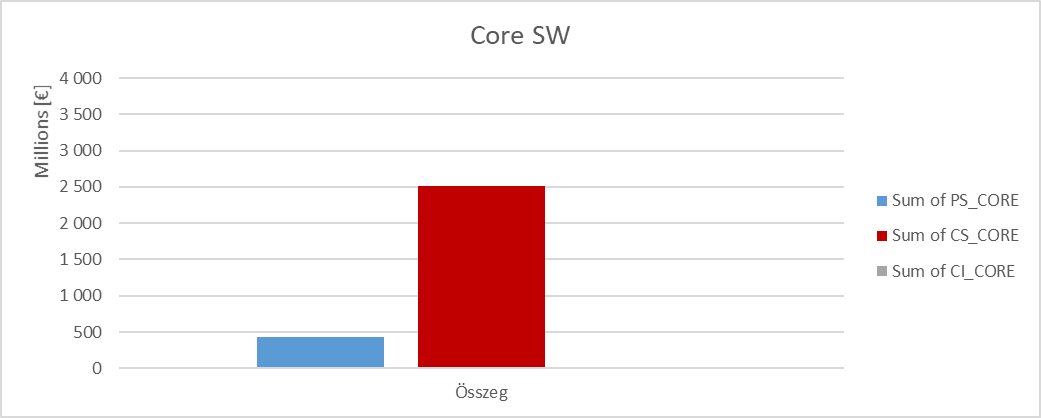 Core SW
Millions [€]
4 000
3 500
3 000
2 500
2 000
1 500
1 000
500
0
Összeg
Sum of PS_CORE
Sum of CS_CORE
Sum of CI_CORE